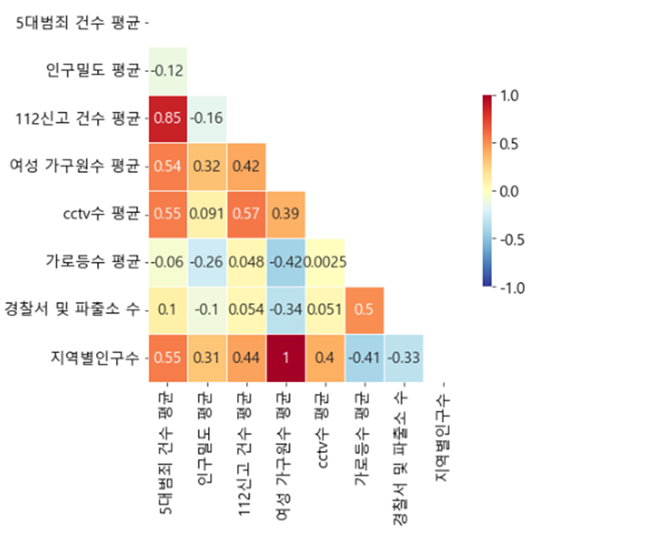 5대범죄 건수 평균
인구밀도 평균 -0.12
112신고 건수 평균 0.85 -0.16
여성 가구원수 평균 0.54 0.32 0.42
cctv수 평균 0.55 0.091 0.57 0.39
가로등수 평균 -0.06 -0.26 0.048 -0.42 0.0025
경찰서 및 파출소 수 0.1 -0.1 0.054 -0.34 0.051 0.5
지역별인구수 0.55 0.31 0.44 1 0.4 -0.41 -0.33
5대범죄 건수 평균
인구밀도 평균
112신고 건수 평균
여성 가구원수 평균
cctv수 평균
가로등수 평균
경찰서 및 파출소 수
지역별인구수
1.0
0.5
0.0
-0.5
-1.0